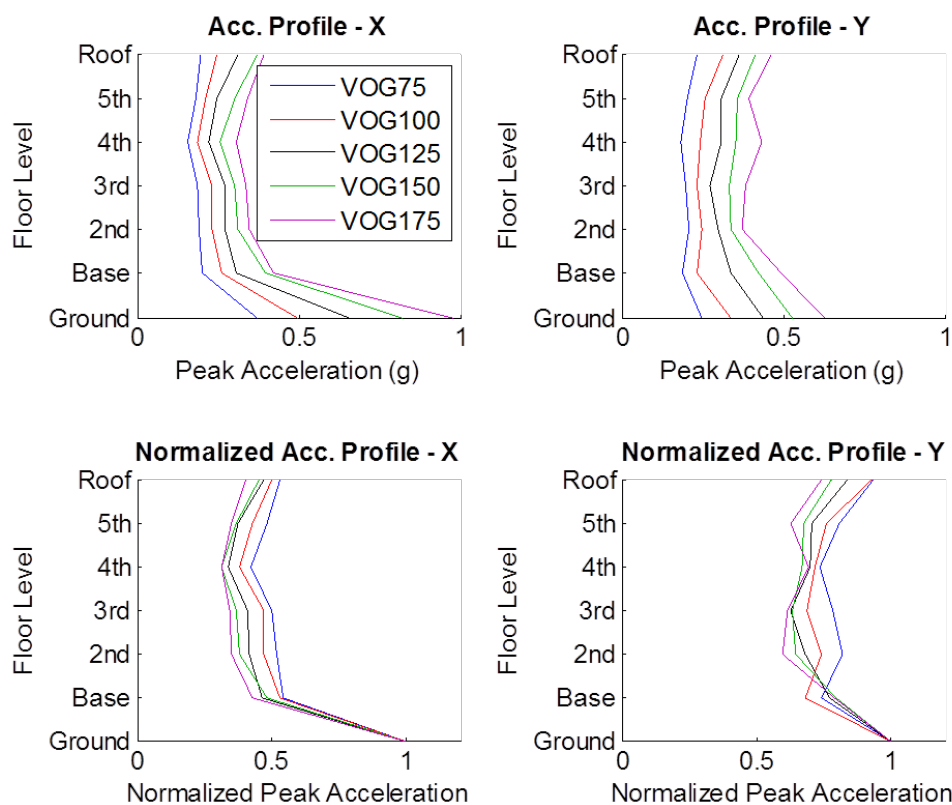 Acc. Profile - X
Roof
5th
4th
3rd
2nd
Base
Ground
Floor Level
0
0.5
1
Peak Acceleration (g)
VOG75
VOG100
VOG125
VOG150
VOG175
Acc. Profile - Y
Roof
5th
4th
3rd
2nd
Base
Ground
Floor Level
0
0.5
1
Peak Acceleration (g)
Normalized Acc. Profile - X
Roof
5th
4th
3rd
2nd
Base
Ground
Floor Level
0
0.5
1
Normalized Peak Acceleration
Normalized Acc. Profile - Y
Roof
5th
4th
3rd
2nd
Base
Ground
Floor Level
0
0.5
1
Normalized Peak Acceleration